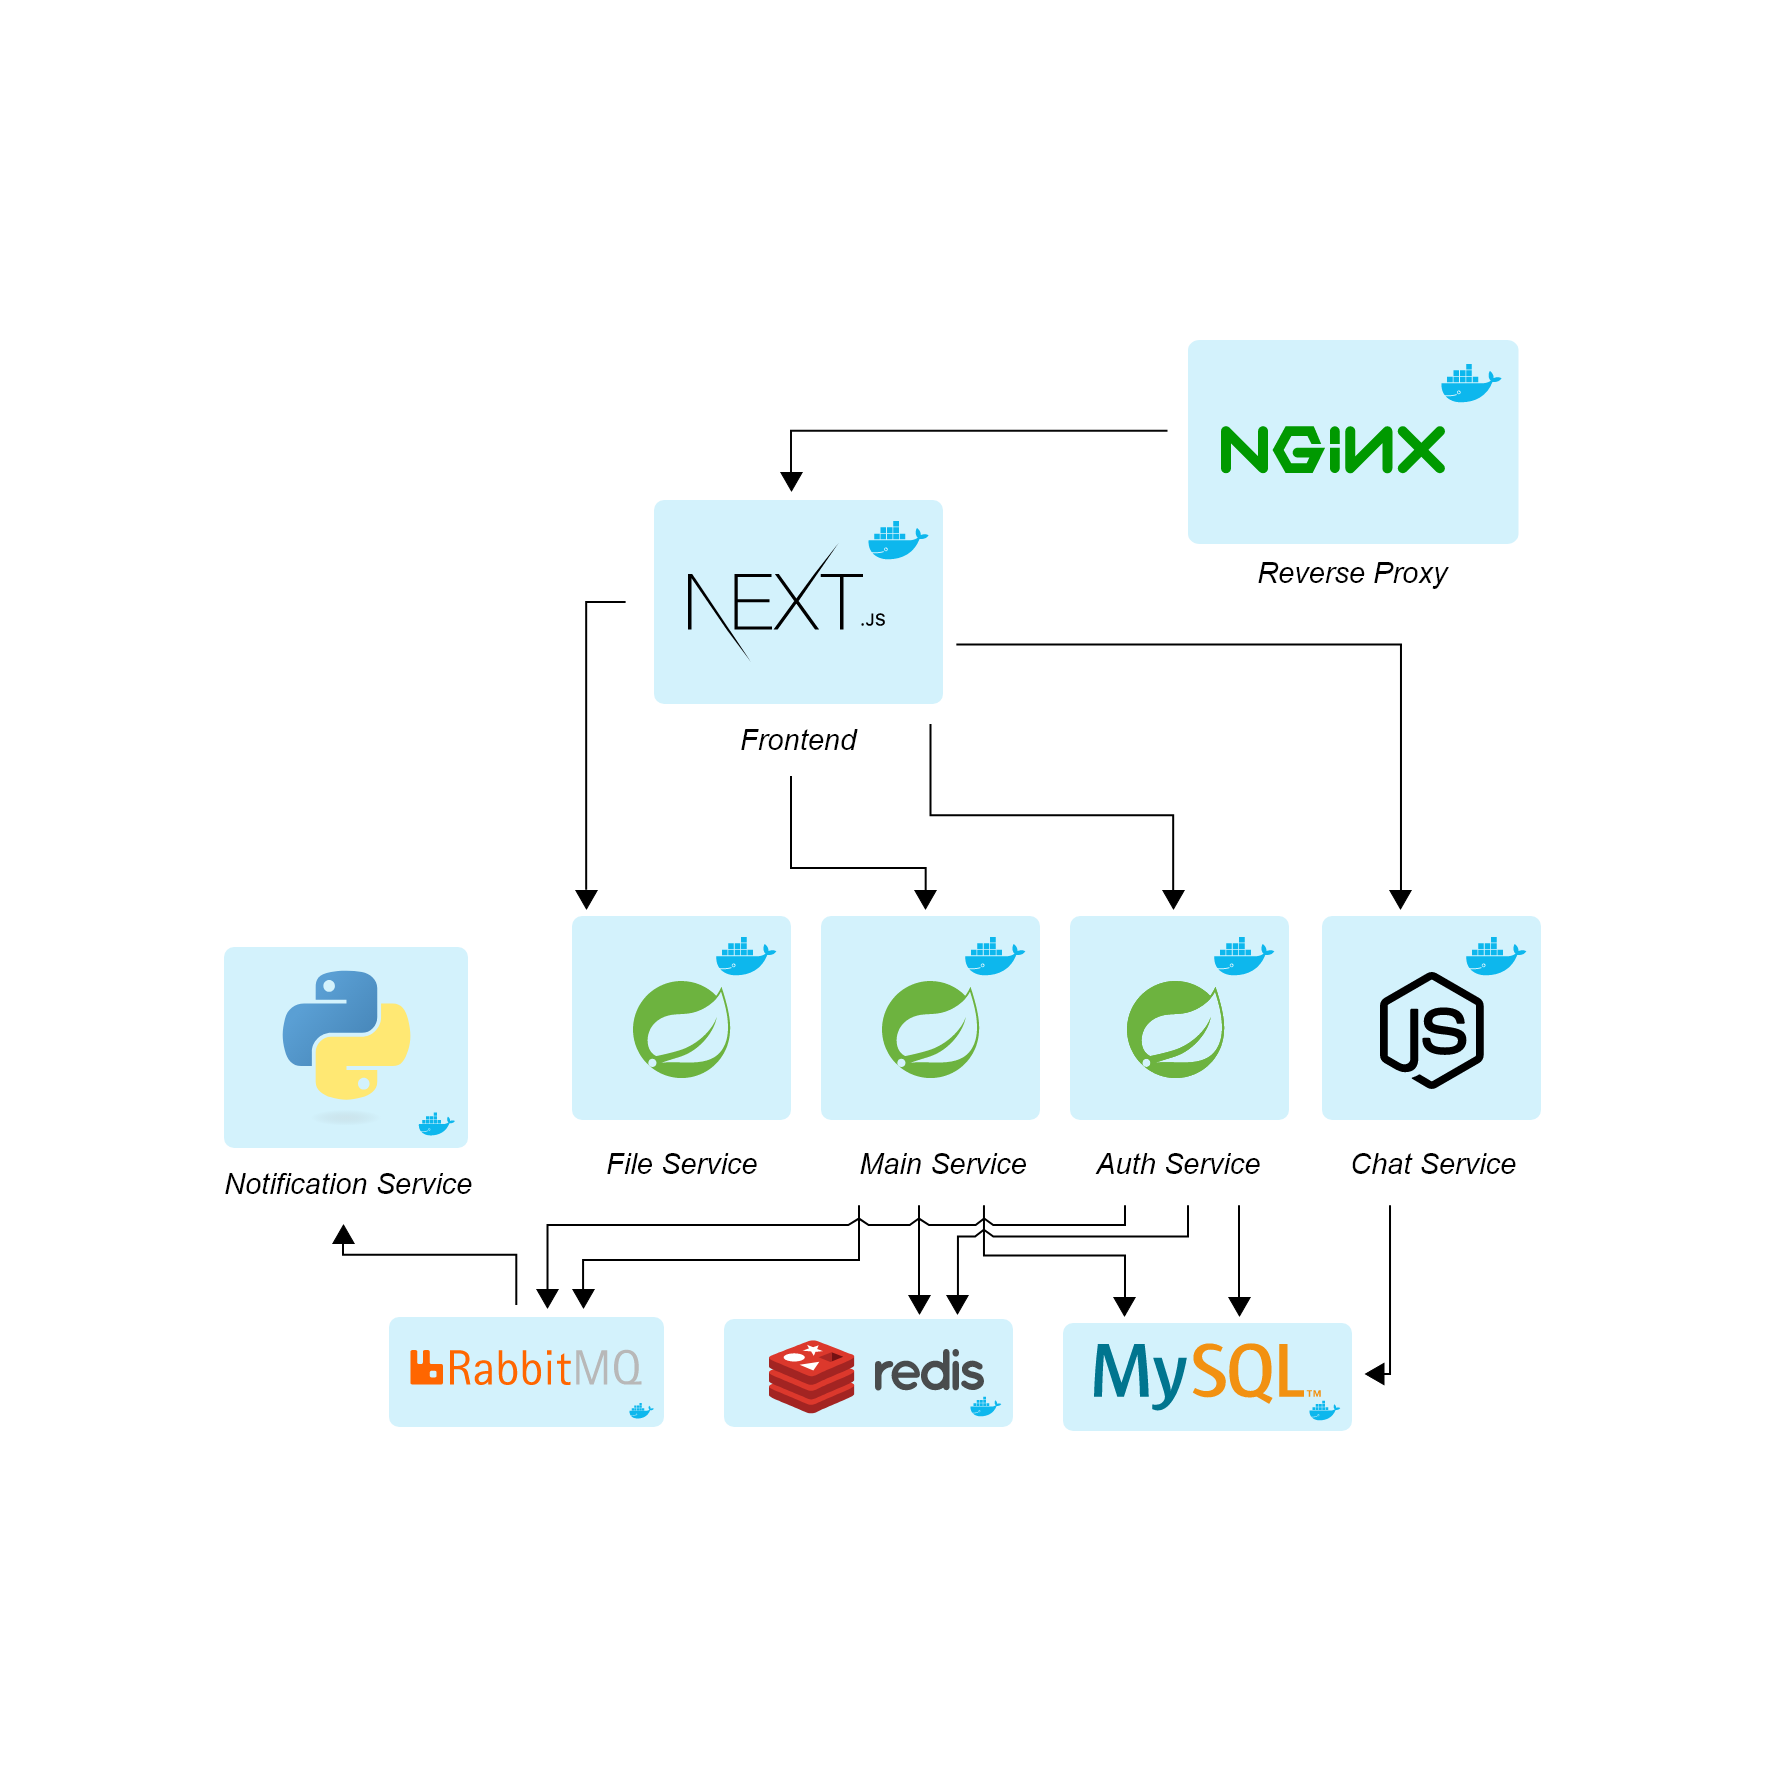 NGINX
Reverse Proxy
NEXT.JS
Frontend
JS
Notification Service
File Service
Main Service
Auth Service
Chat Service
RabbitMQ
redis
MySQL™